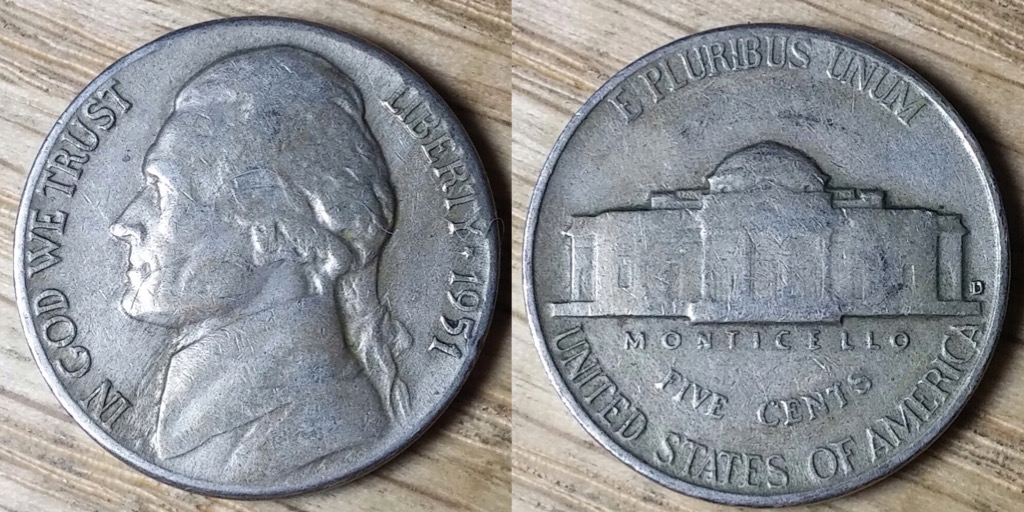 IN GOD WE TRUST
LIBERTY * 1951
E PLURIBUS UNUM
D
MONTICELLO
FIVE CENTS
UNITED STATES OF AMERICA